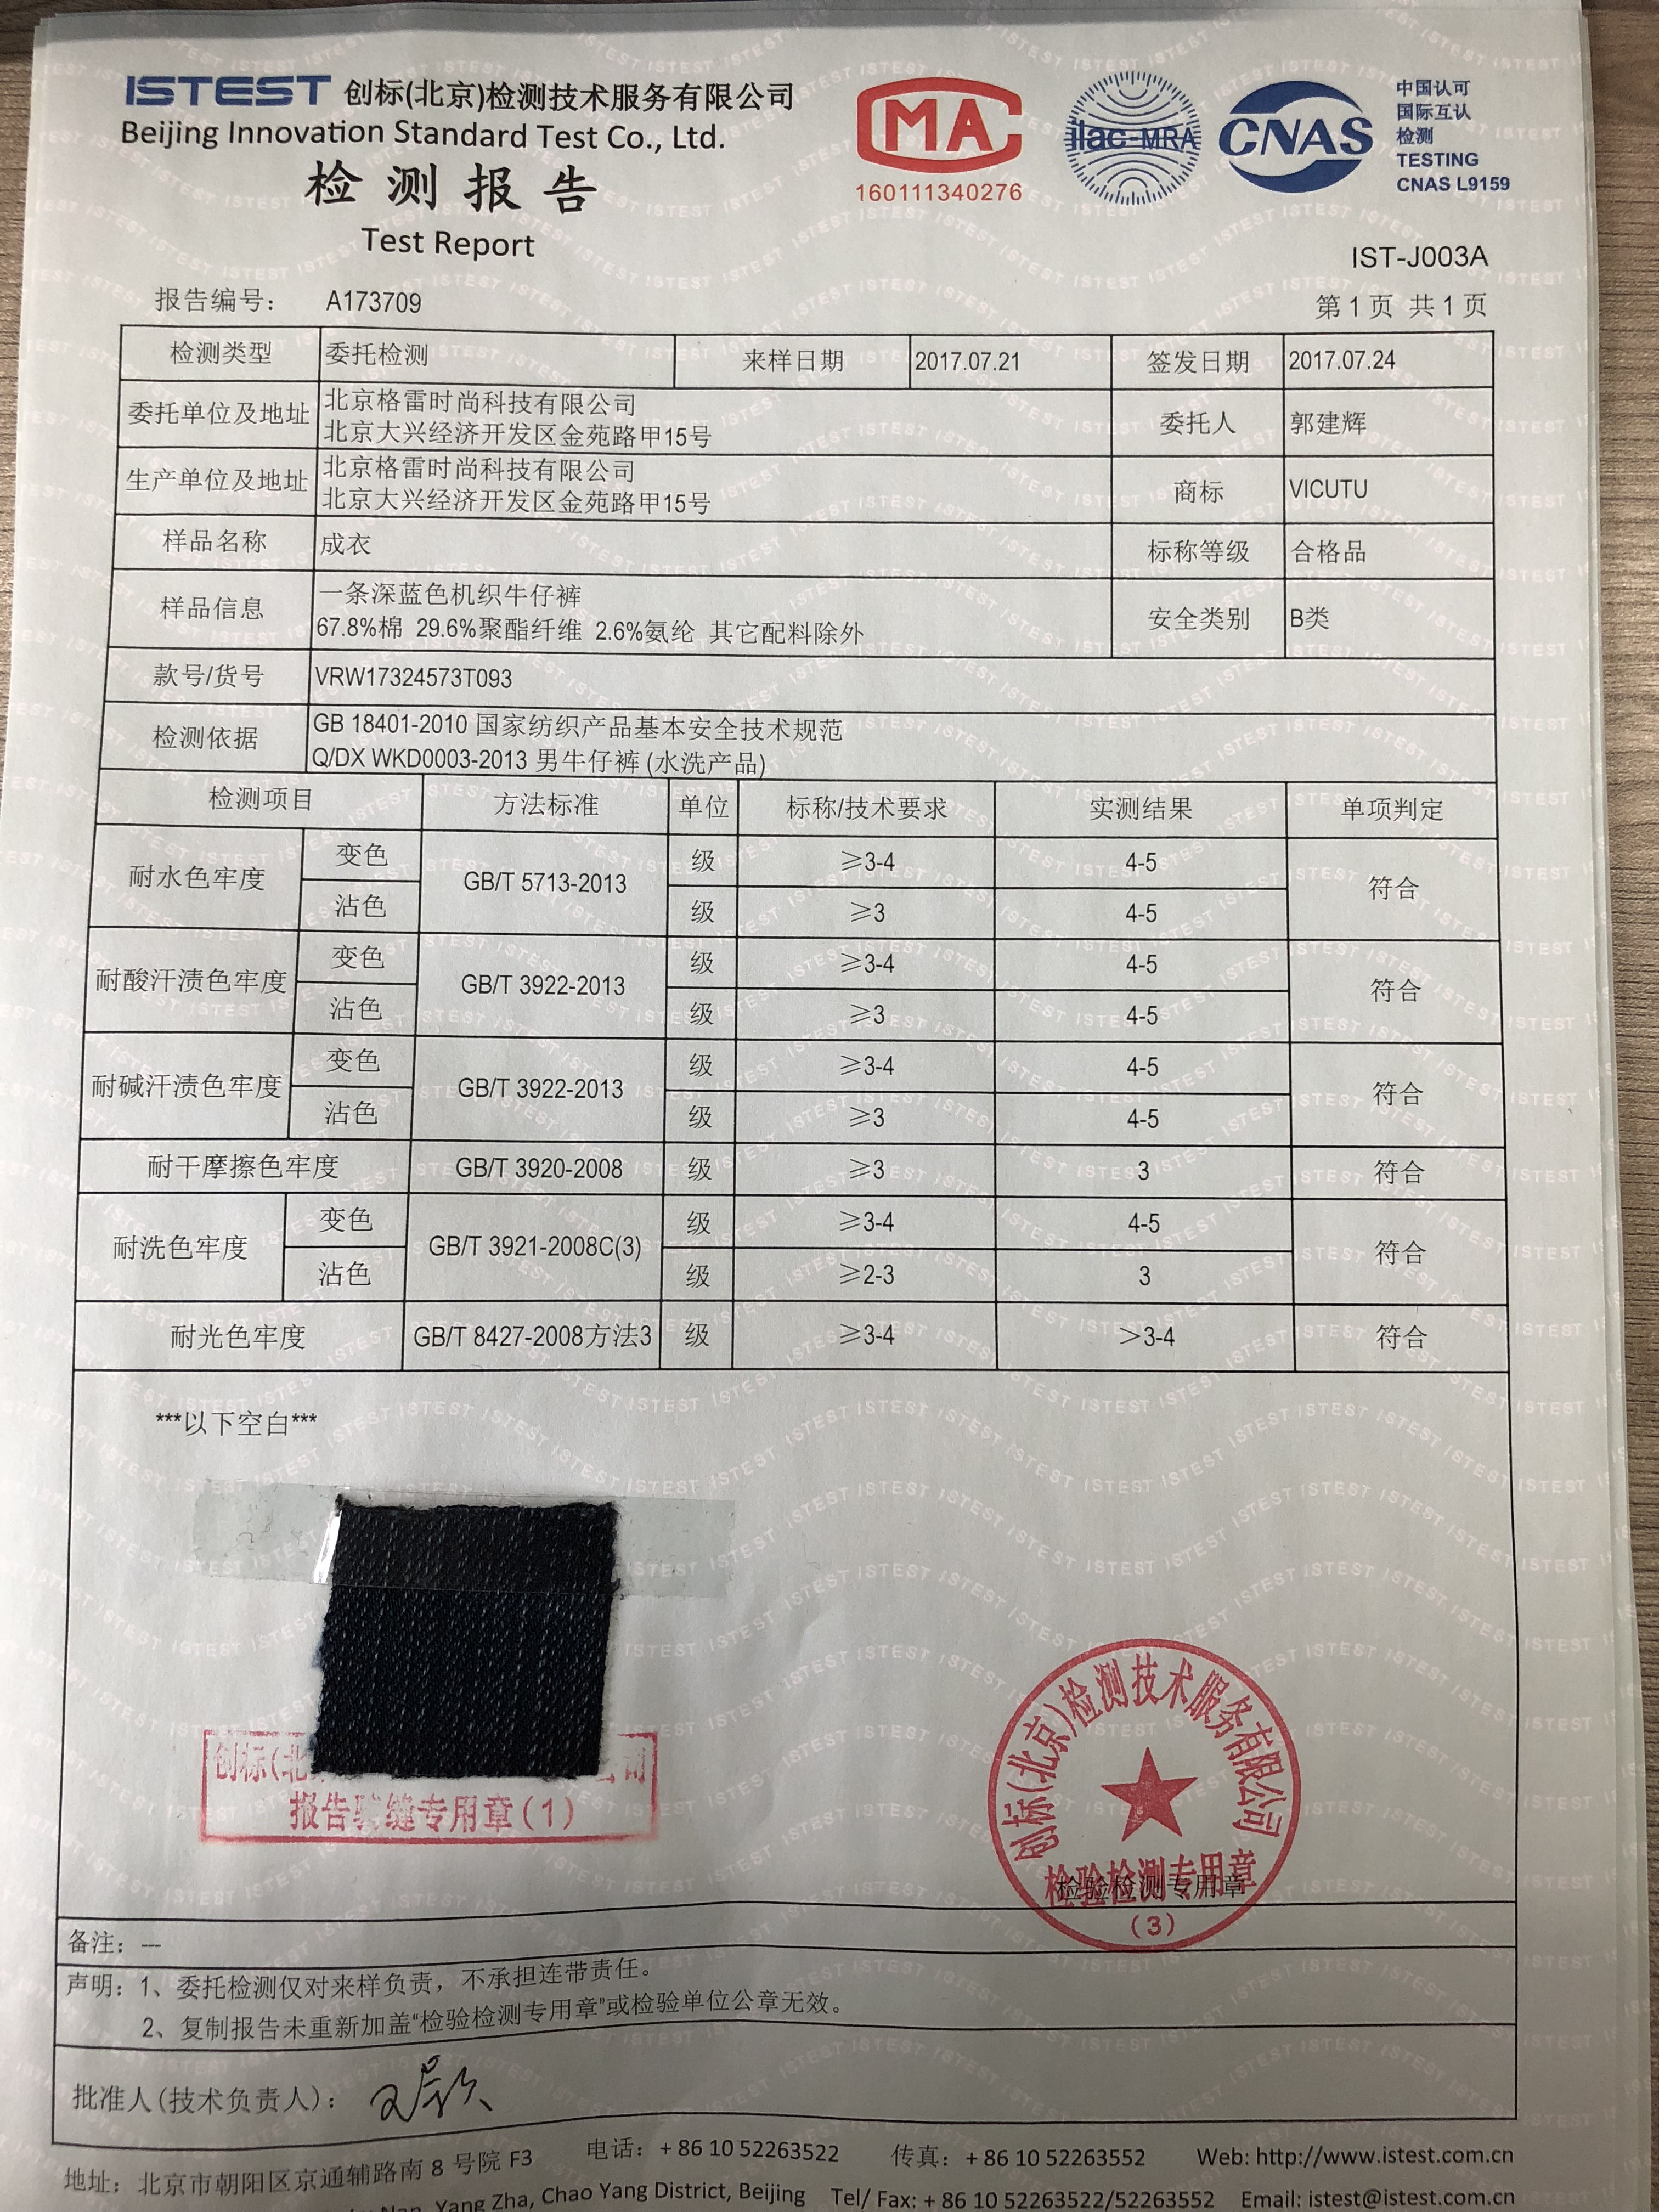 ISTEST 创标(北京)检测技术服务有限公司
Beijing Innovation Standard Test Co., Ltd.
检测报告
Test Report
MA
160111340276
ilac-MRA
CNAS
中国认可
国际互认
检测
TESTING
CNAS L9159
IST-J003A
报告编号： A173709
第 1 页 共 1 页
检测类型 委托检测 来样日期 2017.07.21 签发日期 2017.07.24
委托单位及地址 北京格雷时尚科技有限公司
北京大兴经济开发区金苑路甲15号
委托人 郭建辉
生产单位及地址 北京格雷时尚科技有限公司
北京大兴经济开发区金苑路甲15号
商标 VICUTU
样品名称 成衣 标称等级 合格品
样品信息 一条深蓝色机织牛仔裤
67.8%棉 29.6%聚酯纤维 2.6%氨纶 其它配料除外
安全类别 B类
款号/货号 VRW17324573T093
检测依据 GB 18401-2010 国家纺织产品基本安全技术规范
Q/DX WKD0003-2013 男牛仔裤 (水洗产品)
检测项目 方法标准 单位 标称/技术要求 实测结果 单项判定
耐水色牢度 变色 GB/T 5713-2013 级 ≥3-4 4-5 符合
沾色 级 ≥3 4-5
耐酸汗渍色牢度 变色 GB/T 3922-2013 级 ≥3-4 4-5 符合
沾色 级 ≥3 4-5
耐碱汗渍色牢度 变色 GB/T 3922-2013 级 ≥3-4 4-5 符合
沾色 级 ≥3 4-5
耐干摩擦色牢度 GB/T 3920-2008 级 ≥3 3 符合
耐洗色牢度 变色 GB/T 3921-2008C(3) 级 ≥3-4 4-5 符合
沾色 级 ≥2-3 3
耐光色牢度 GB/T 8427-2008方法3 级 ≥3-4 >3-4 符合
***以下空白***
创标(北 公司
报告骑缝专用章(1)
创标(北京)检测技术服务有限公司
检验检测专用章
检验检测专用章
(3)
备注： ---
声明：1、委托检测仅对来样负责，不承担连带责任。
2、复制报告未重新加盖“检验检测专用章”或检验单位公章无效。
批准人(技术负责人)：
地址：北京市朝阳区京通辅路南 8 号院 F3 电话：+ 86 10 52263522 传真：+ 86 10 52263552 Web: http://www.istest.com.cn
Nan, Yang Zha, Chao Yang District, Beijing Tel/ Fax: + 86 10 52263522/52263552 Email: istest@istest.com.cn